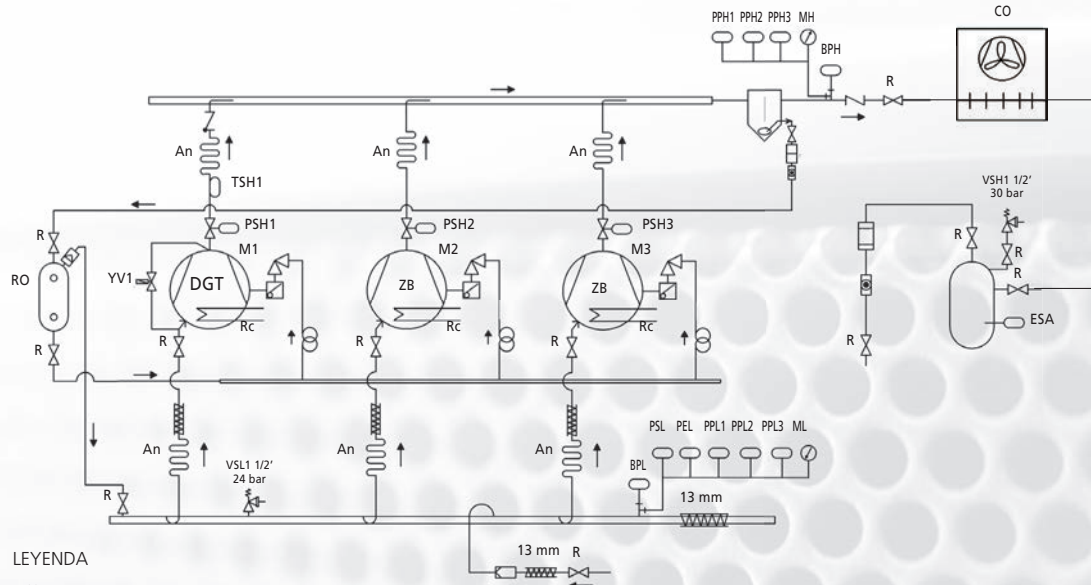 CO
PPH1 PPH2 PPH3 MH
BPH
R
An
An
An
TSH1
VSH1 1/2'
30 bar
PSH1
PSH2
PSH3
R
R
R
R
M1
M2
M3
RO
YV1
DGT
ZB
ZB
ESA
Rc
Rc
Rc
R
R
R
R
R
An
An
An
PSL PEL PPL1 PPL2 PPL3 ML
VSL1 1/2'
24 bar
BPL
R
13 mm
LEYENDA
13 mm R